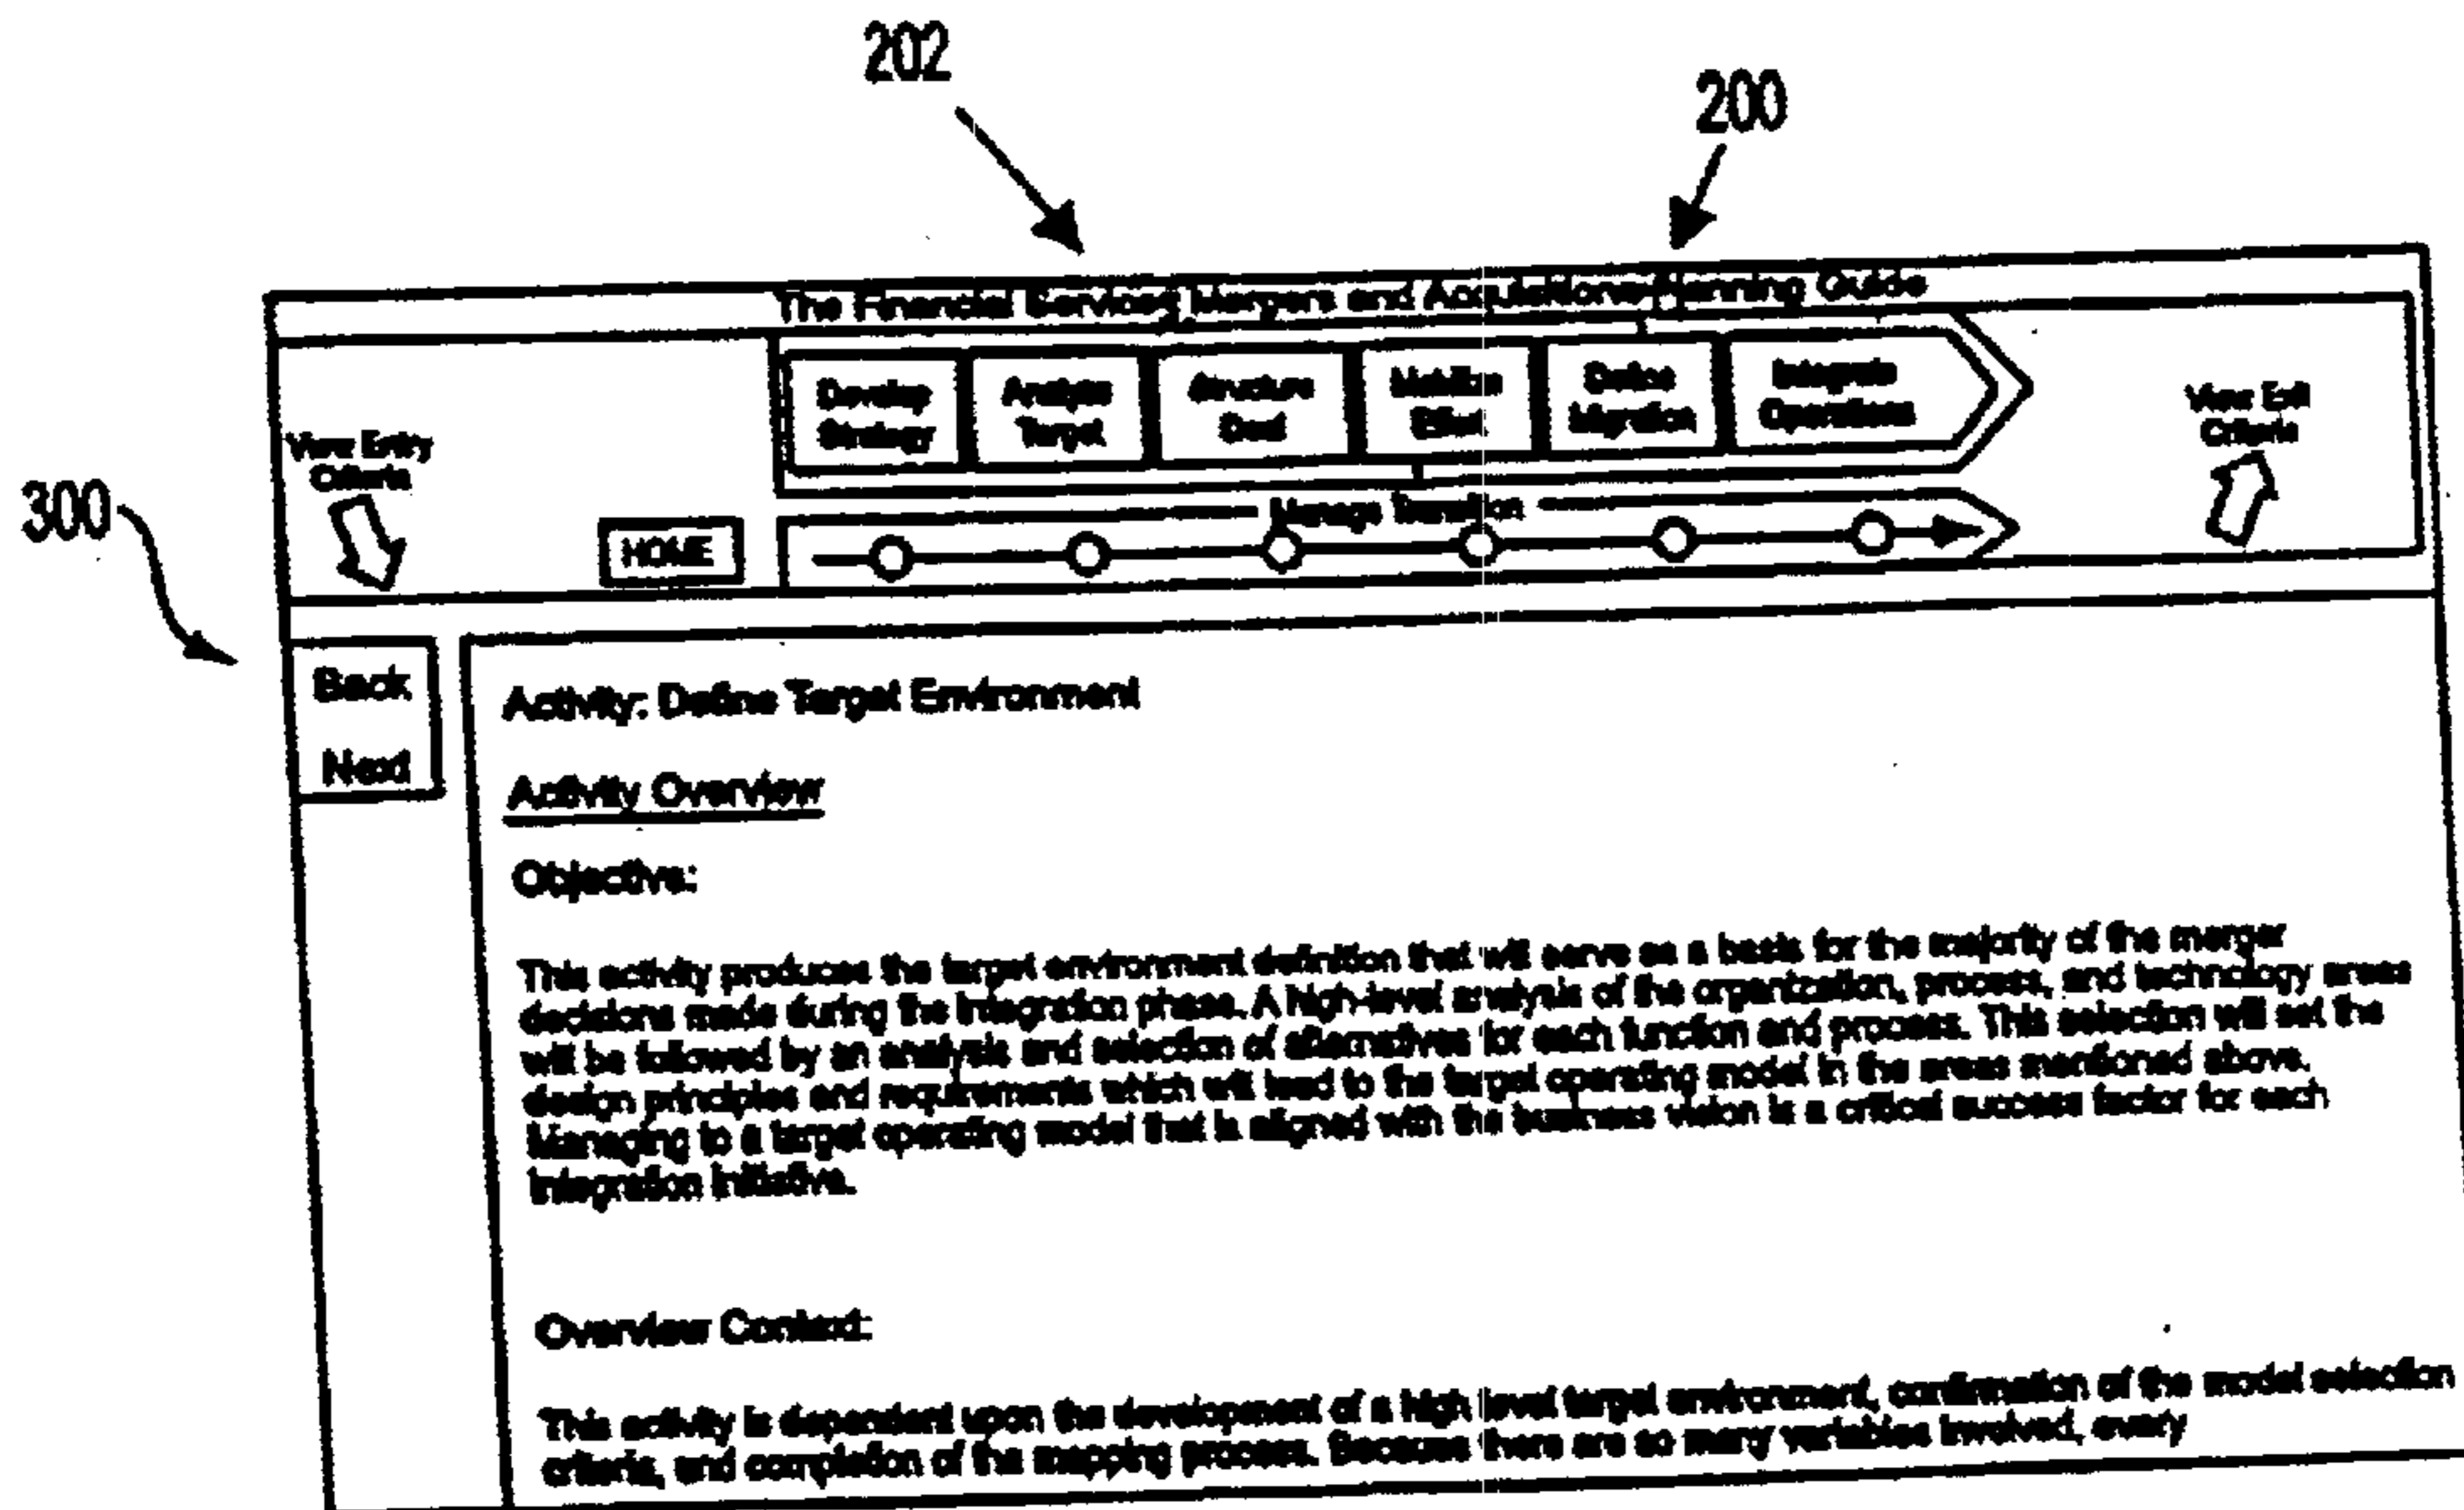 202
200
The Financial Services Mergers and Acquisitions Planning Guide
Develop
Strategy
Analyze
Target
Structure
Deal
Mobilize
Effort
Design
Migration
Integrate
Operations
View Entry
Criteria
View Exit
Criteria
300
HOME
Manage Transition
Back
Next
Activity: Define Target Environment
Activity Overview
Objective:
This activity produces the target environment definition that will serve as a basis for the majority of the merger
decisions made during the integration phase. A high-level analysis of the organization, process, and technology areas
will be followed by an analysis and selection of alternatives for each function and process. This selection will set the
design principles and requirements which will lead to the target operating model in the areas mentioned above.
Managing to a target operating model that is aligned with the business vision is a critical success factor for each
integration initiative.
Overview Context:
This activity is dependent upon the development of a high level target environment, confirmation of the model selection
criteria, and completion of the mapping process. Because there are so many variables involved, every